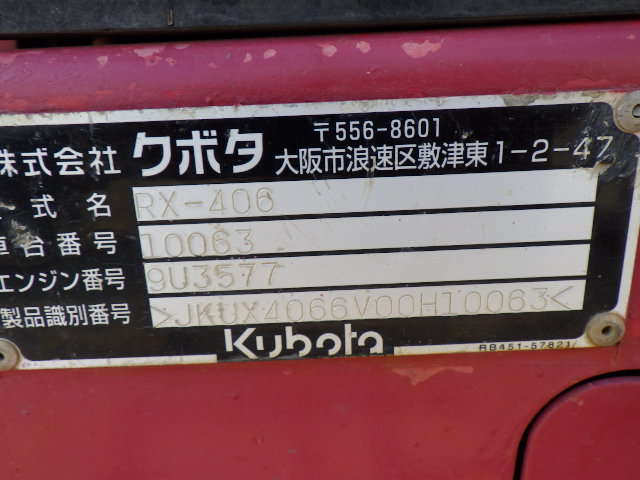 株式会社 クボタ 〒556-8601
大阪市浪速区敷津東1-2-47
式名 RX-406
車台番号 10063
エンジン番号 9U3577
製品識別番号 >JKUX4066V00H10063<
Kubota
RB451-57621